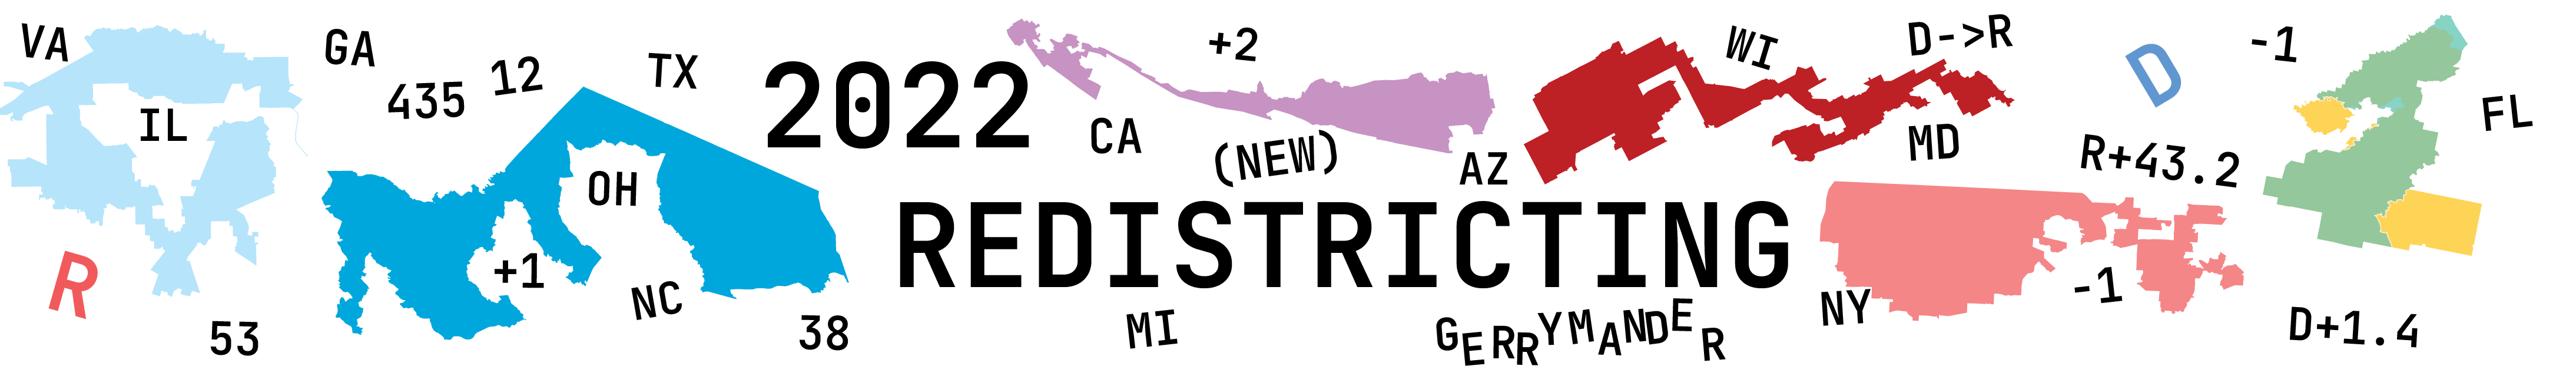 VA
IL
R
53
GA
435
12
TX
OH
+1
NC
38
2022
REDISTRICTING
CA
+2
(NEW)
AZ
MI
GERRYMANDER
WI
D->R
MD
D
R+43.2
NY
-1
-1
FL
D+1.4